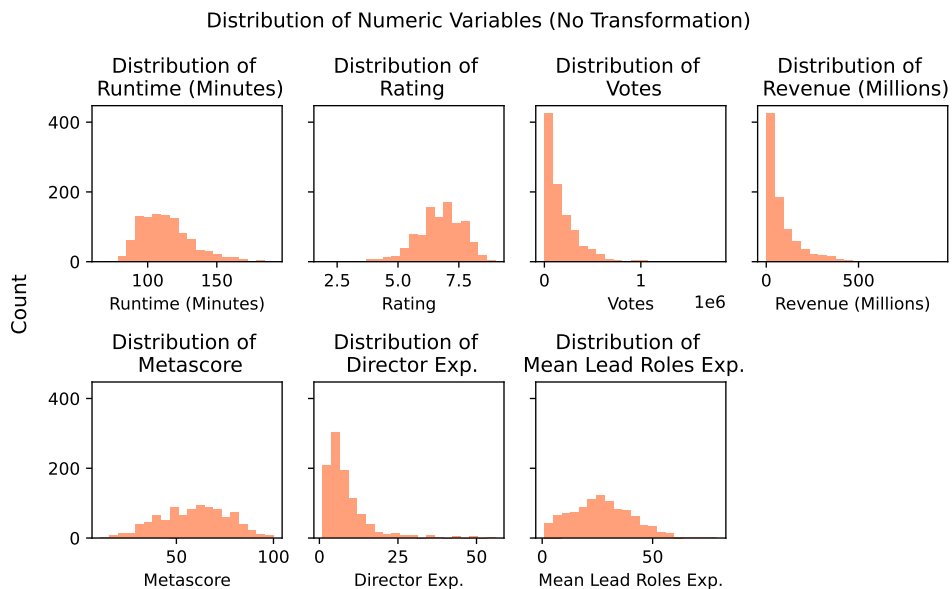 Distribution of Numeric Variables (No Transformation)
Distribution of
Runtime (Minutes)
Distribution of
Rating
Distribution of
Votes
Distribution of
Revenue (Millions)
400
200
0
100 150
2.5 5.0 7.5
0 1
0 500
1e6
Runtime (Minutes)
Rating
Votes
Revenue (Millions)
Count
Distribution of
Metascore
Distribution of
Director Exp.
Distribution of
Mean Lead Roles Exp.
400
200
0
50 100
0 25 50
0 50
Metascore
Director Exp.
Mean Lead Roles Exp.